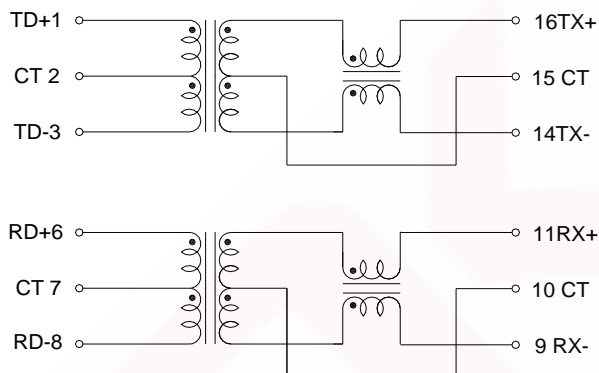 TD+1
16TX+
CT 2
15 CT
TD-3
14TX-
RD+6
11RX+
CT 7
10 CT
RD-8
9 RX-